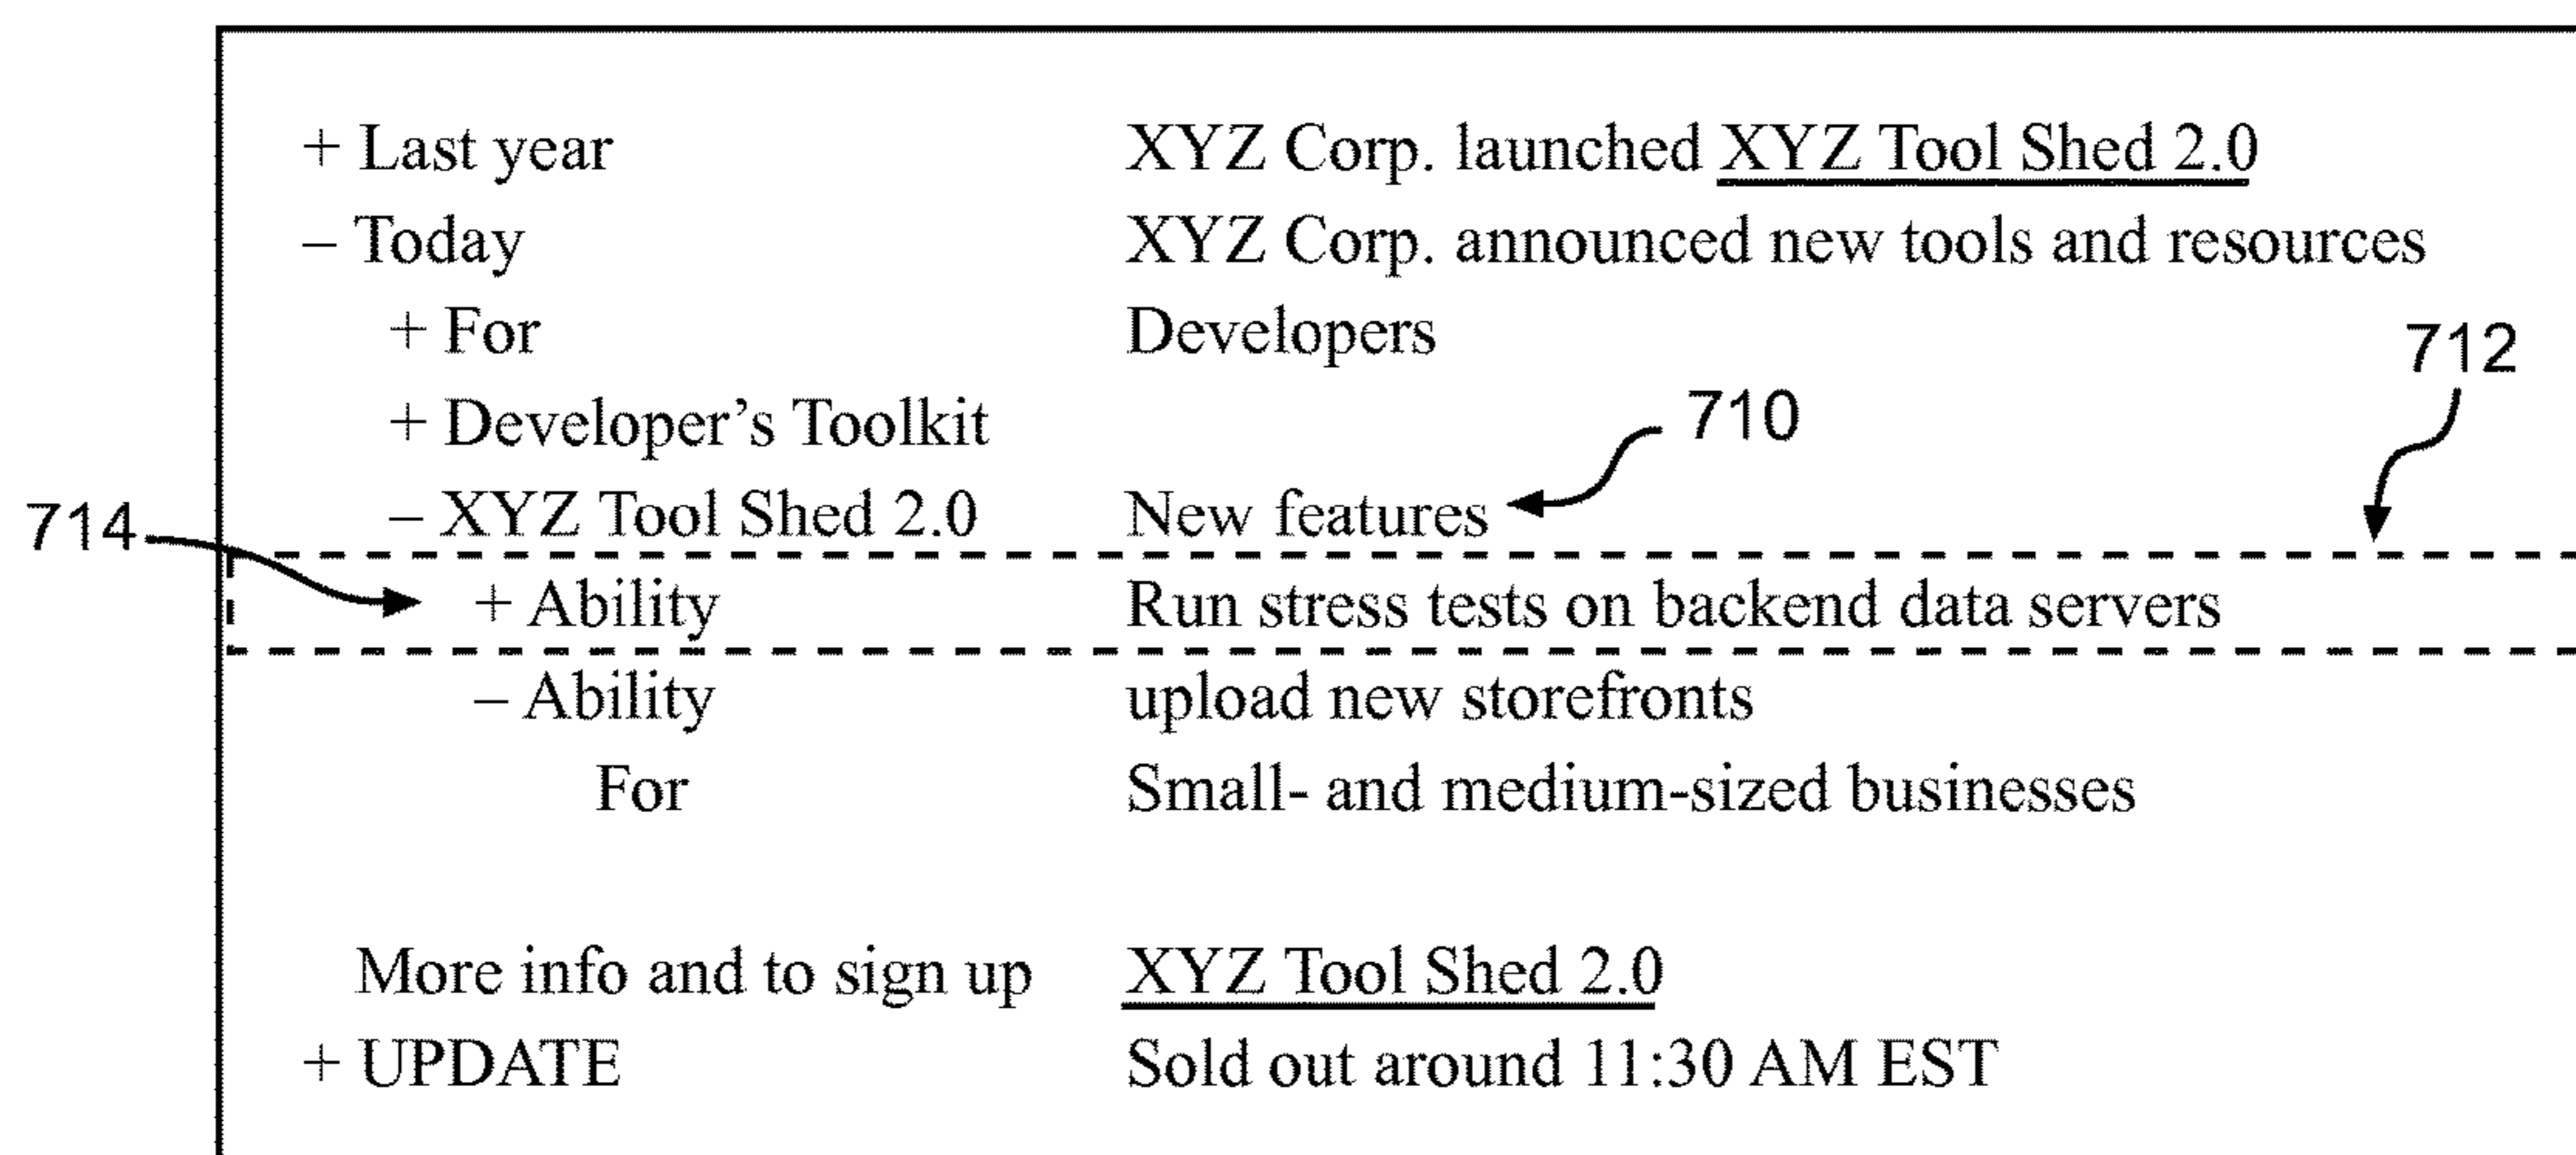 + Last year XYZ Corp. launched XYZ Tool Shed 2.0
– Today XYZ Corp. announced new tools and resources
+ For Developers
712
+ Developer’s Toolkit
710
– XYZ Tool Shed 2.0 New features
714
+ Ability Run stress tests on backend data servers
– Ability upload new storefronts
For Small- and medium-sized businesses
More info and to sign up XYZ Tool Shed 2.0
+ UPDATE Sold out around 11:30 AM EST